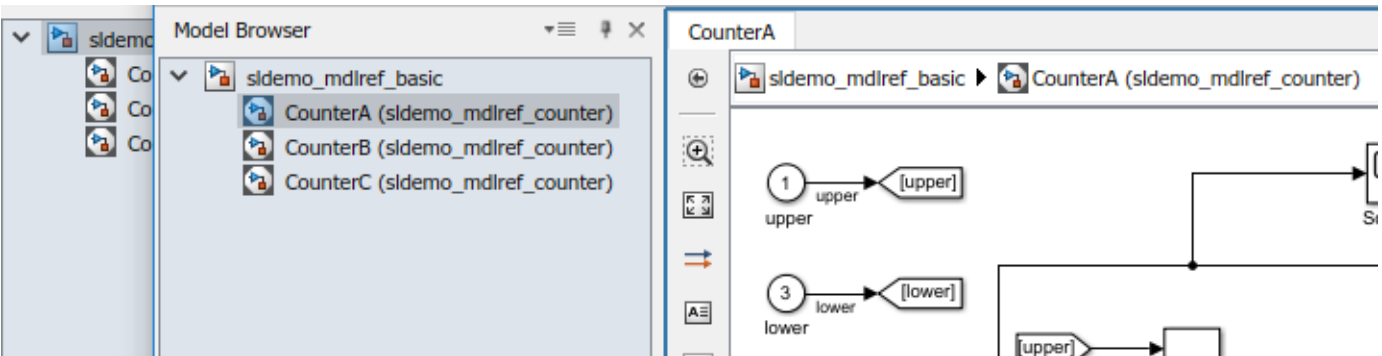 Model Browser
CounterA
sldemo_mdlref_basic
sldemo_mdlref_basic
CounterA (sldemo_mdlref_counter)
Co
CounterA (sldemo_mdlref_counter)
Co
CounterB (sldemo_mdlref_counter)
Co
CounterC (sldemo_mdlref_counter)
1
upper
[upper]
upper
3
lower
[lower]
lower
[upper]